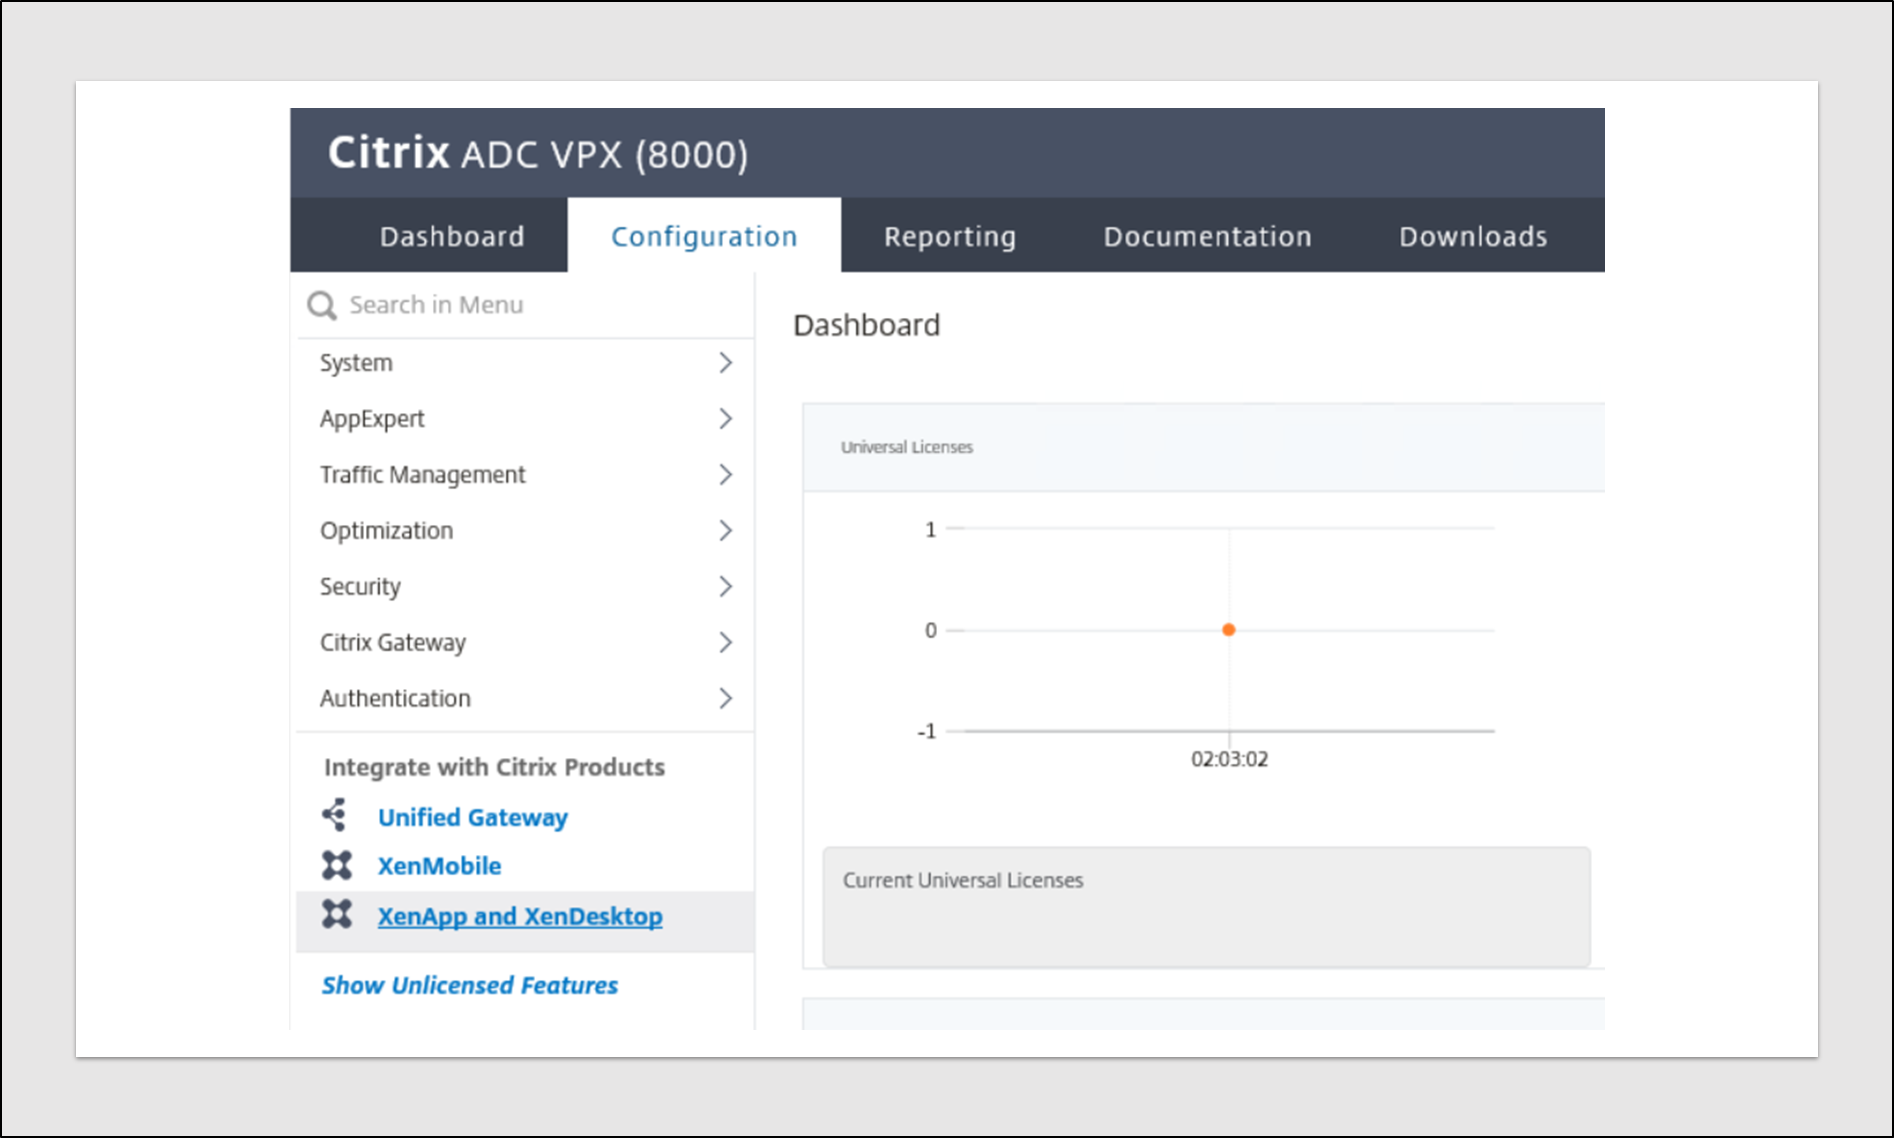 Citrix ADC VPX (8000)
Dashboard Configuration Reporting Documentation Downloads
Search in Menu
System
AppExpert
Traffic Management
Optimization
Security
Citrix Gateway
Authentication
Integrate with Citrix Products
Unified Gateway
XenMobile
XenApp and XenDesktop
Show Unlicensed Features
Dashboard
Universal Licenses
1
0
-1
02:03:02
Current Universal Licenses